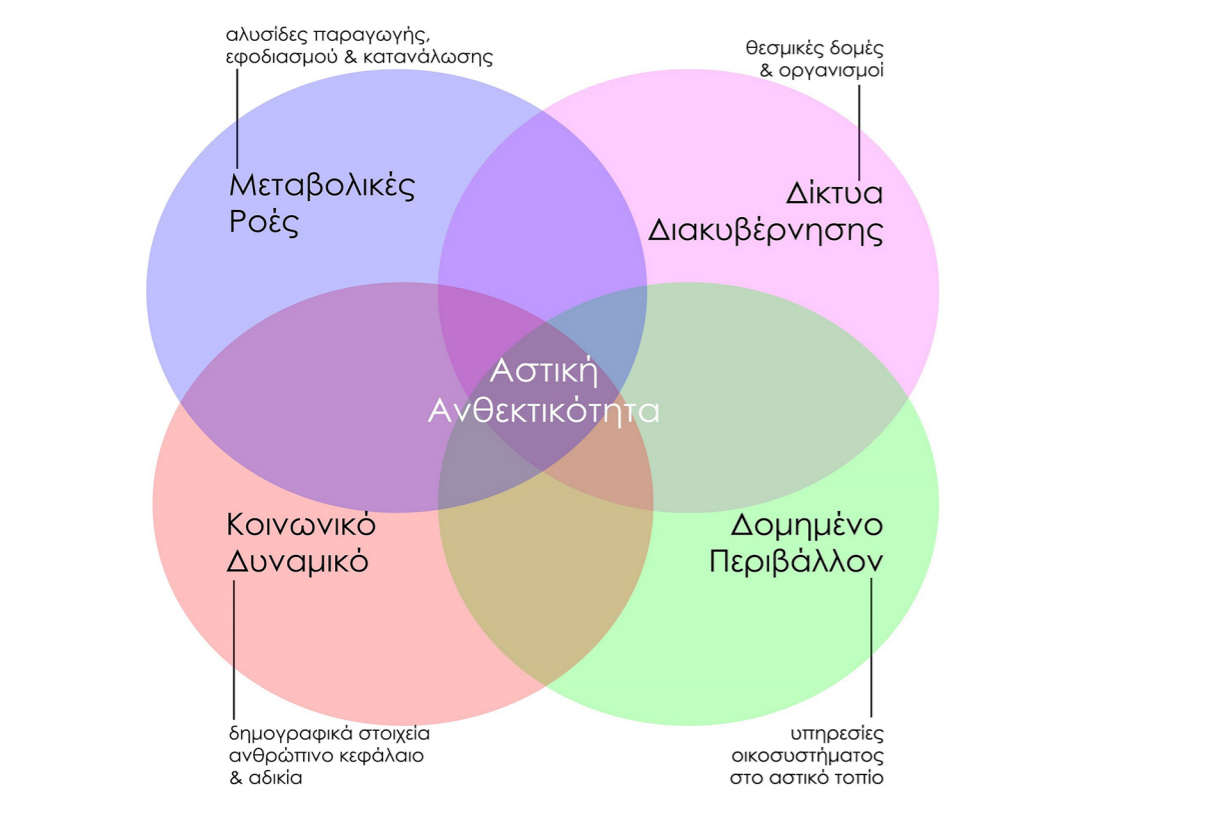 αλυσίδες παραγωγής,
εφοδιασμού & κατανάλωσης
θεσμικές δομές
& οργανισμοί
Μεταβολικές
Ροές
Δίκτυα
Διακυβέρνησης
Αστική
Ανθεκτικότητα
Κοινωνικό
Δυναμικό
Δομημένο
Περιβάλλον
δημογραφικά στοιχεία
ανθρώπινο κεφάλαιο
& αδικία
υπηρεσίες
οικοσυστήματος
στο αστικό τοπίο